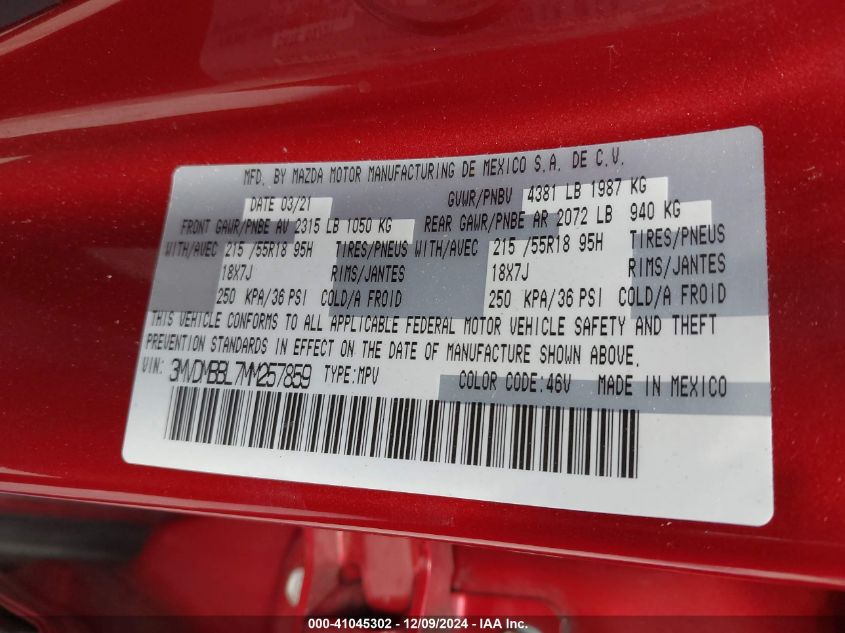 MFD. BY MAZDA MOTOR MANUFACTURING DE MEXICO S.A. DE C.V.
DATE 03/21 GVWR/PNBV 4381 LB 1987 KG
FRONT GAWR/PNBE AV 2315 LB 1050 KG REAR GAWR/PNBE AR 2072 LB 940 KG
WITH/AVEC 215 /55R18 95H TIRES/PNEUS WITH/AVEC 215 /55R18 95H TIRES/PNEUS
18X7J RIMS/JANTES 18X7J RIMS/JANTES
250 KPA/36 PSI COLD/A FROID 250 KPA/36 PSI COLD/A FROID
THIS VEHICLE CONFORMS TO ALL APPLICABLE FEDERAL MOTOR VEHICLE SAFETY AND THEFT
PREVENTION STANDARDS IN EFFECT ON THE DATE OF MANUFACTURE SHOWN ABOVE.
VIN: 3MVDMBBL7MM257859 TYPE:MPV COLOR CODE:46V MADE IN MEXICO
000-41045302 - 12/09/2024 - IAA Inc.